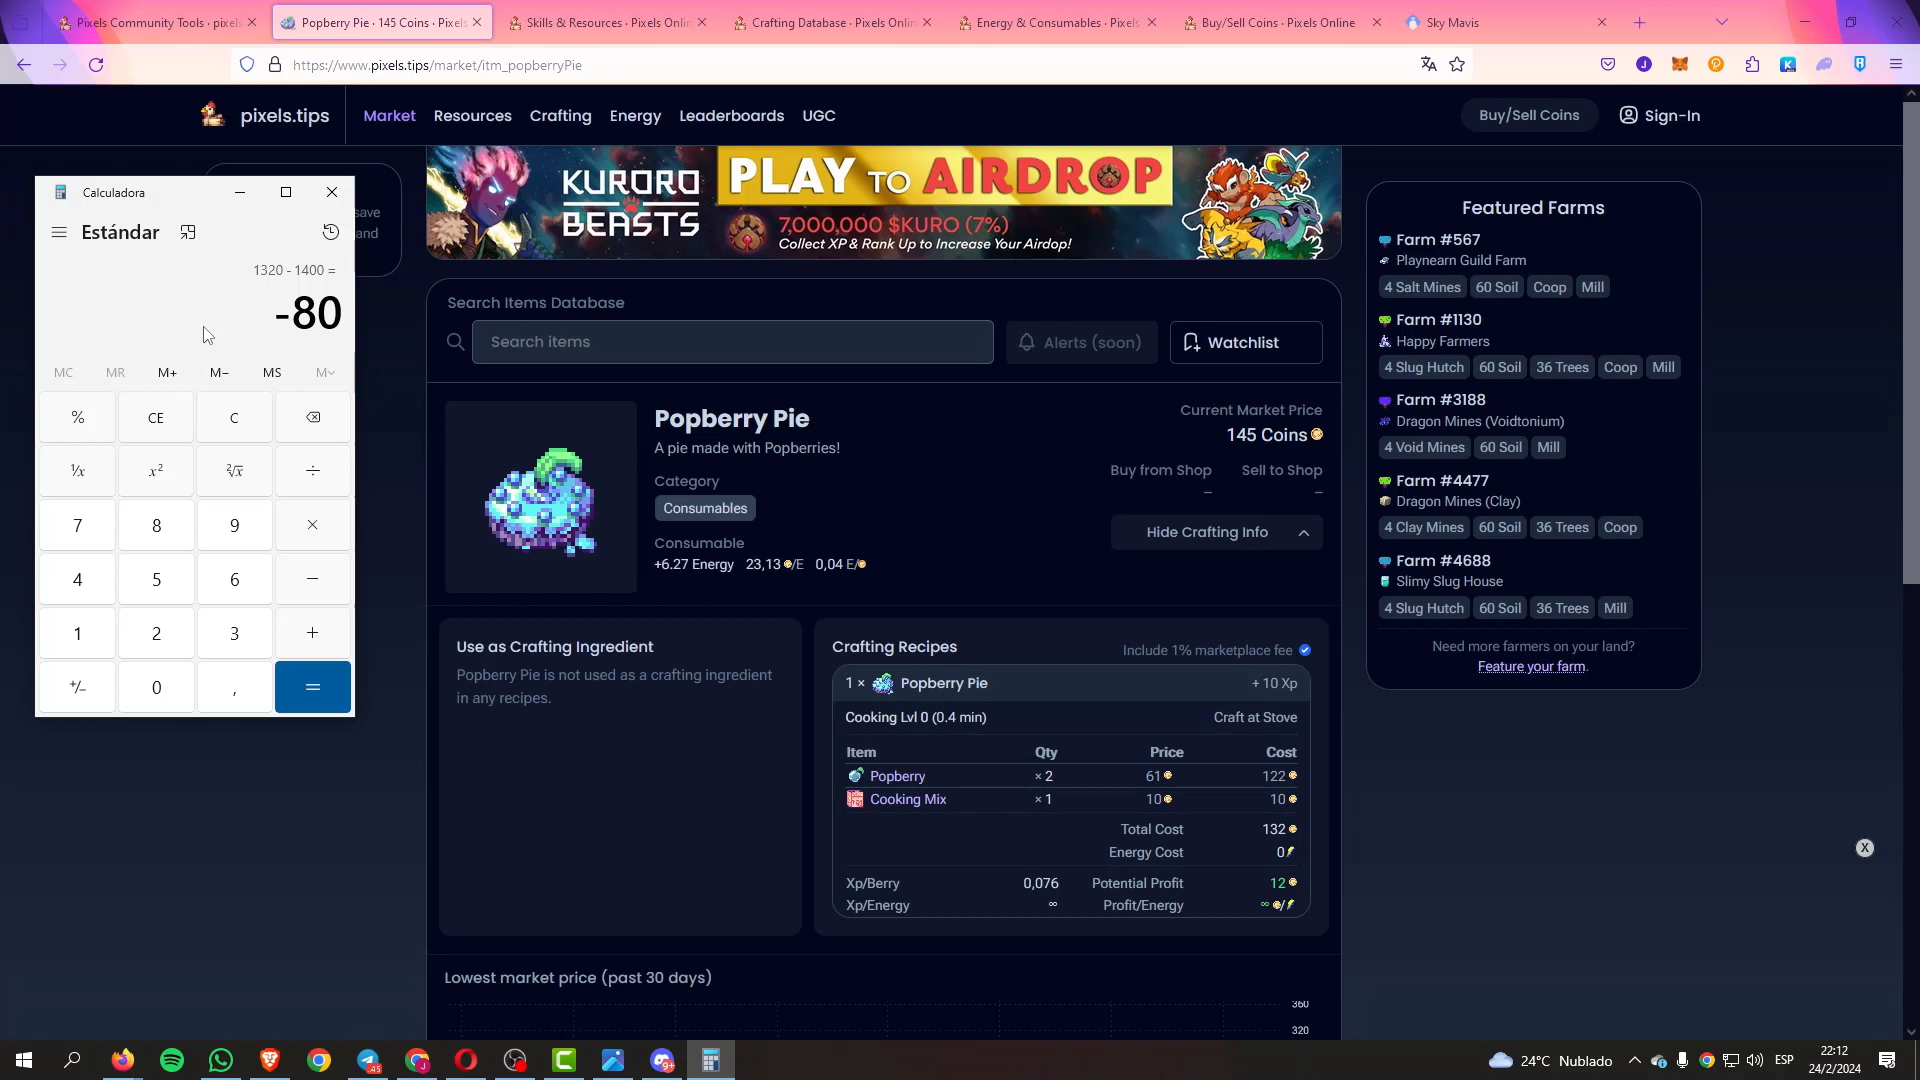 Pixels Community Tools · pixels
Popberry Pie · 145 Coins · Pixels
Skills & Resources · Pixels Onlin
Crafting Database · Pixels Onlin
Energy & Consumables · Pixels
Buy/Sell Coins · Pixels Online
Sky Mavis
https://www.pixels.tips/market/itm_popberryPie
pixels.tips
Market
Resources
Crafting
Energy
Leaderboards
UGC
Buy/Sell Coins
Sign-In
KURORO
BEASTS
PLAY TO AIRDROP
7,000,000 $KURO (7%)
Collect XP & Rank Up to Increase Your Airdop!
save
and
Calculadora
Estándar
1320 - 1400 =
-80
MC MR M+ M− MS M
% CE C
¹⁄x x² ²√x ÷
7 8 9 ×
4 5 6 −
1 2 3 +
+/− 0 , =
Search Items Database
Search items
Alerts (soon)
Watchlist
Popberry Pie
A pie made with Popberries!
Category
Consumables
Consumable
+6.27 Energy 23,13 /E 0,04 E/
Current Market Price
145 Coins
Buy from Shop Sell to Shop
– –
Hide Crafting Info
Use as Crafting Ingredient
Popberry Pie is not used as a crafting ingredient
in any recipes.
Crafting Recipes
Include 1% marketplace fee
1 × Popberry Pie + 10 Xp
Cooking Lvl 0 (0.4 min) Craft at Stove
Item Qty Price Cost
Popberry × 2 61 122
Cooking Mix × 1 10 10
Total Cost 132
Energy Cost 0
Xp/Berry 0,076 Potential Profit 12
Xp/Energy ∞ Profit/Energy ∞ /
Lowest market price (past 30 days)
360
320
Featured Farms
Farm #567
Playnearn Guild Farm
4 Salt Mines 60 Soil Coop Mill
Farm #1130
Happy Farmers
4 Slug Hutch 60 Soil 36 Trees Coop Mill
Farm #3188
Dragon Mines (Voidtonium)
4 Void Mines 60 Soil Mill
Farm #4477
Dragon Mines (Clay)
4 Clay Mines 60 Soil 36 Trees Coop
Farm #4688
Slimy Slug House
4 Slug Hutch 60 Soil 36 Trees Mill
Need more farmers on your land?
Feature your farm.
X
24°C Nublado
ESP
22:12
24/2/2024